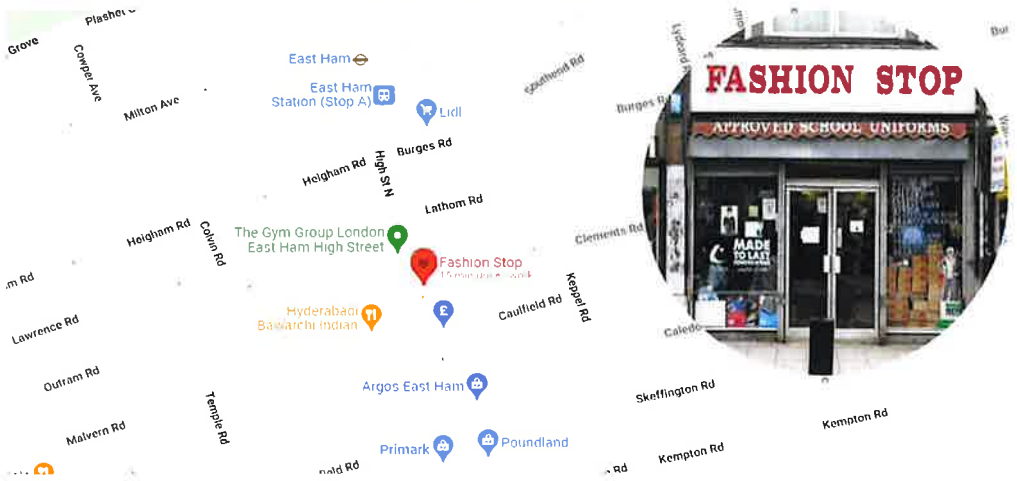 Plashet
Grove
Cowper Ave
Milton Ave
East Ham
East Ham
Station (Stop A)
Lidl
Southend Rd
Lydeard
Burges
Burges Rd
Heigham Rd
High St N
Lathom Rd
Heigham Rd
Colvin Rd
The Gym Group London
East Ham High Street
Clements Rd
Fashion Stop
Keppel Rd
Caulfield Rd
Hyderabadi
Bawarchi Indian
£
Lawrence Rd
Outram Rd
Argos East Ham
Temple Rd
Malvern Rd
Primark
Poundland
Skeffington Rd
Kempton Rd
Kempton Rd
Rd
Rd
FASHION STOP
APPROVED SCHOOL UNIFORMS
MADE
TO LAST